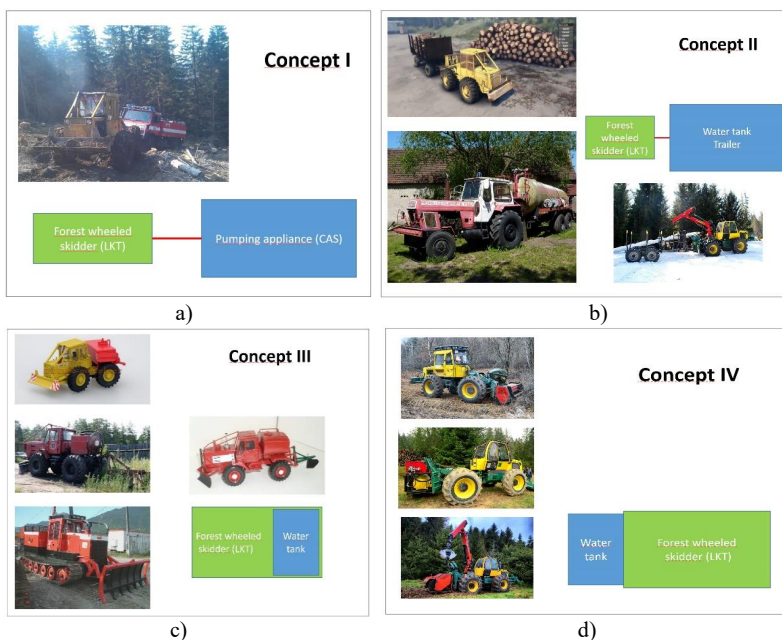 Concept I
Forest wheeled
skidder (LKT)
Pumping appliance (CAS)
a)
Concept II
Forest
wheeled
skidder (LKT)
Water tank
Trailer
b)
Concept III
Forest wheeled
skidder (LKT)
Water
tank
c)
Concept IV
Water
tank
Forest wheeled
skidder (LKT)
d)